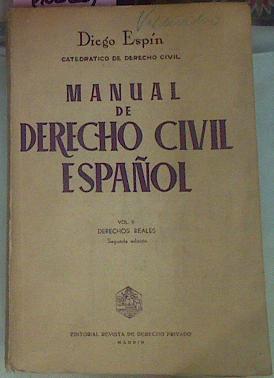 Diego Espín
CATEDRATICO DE DERECHO CIVIL
MANUAL
DE
DERECHO CIVIL
ESPAÑOL
VOL. II
DERECHOS REALES
Segunda edición
EDITORIAL REVISTA DE DERECHO PRIVADO
MADRID